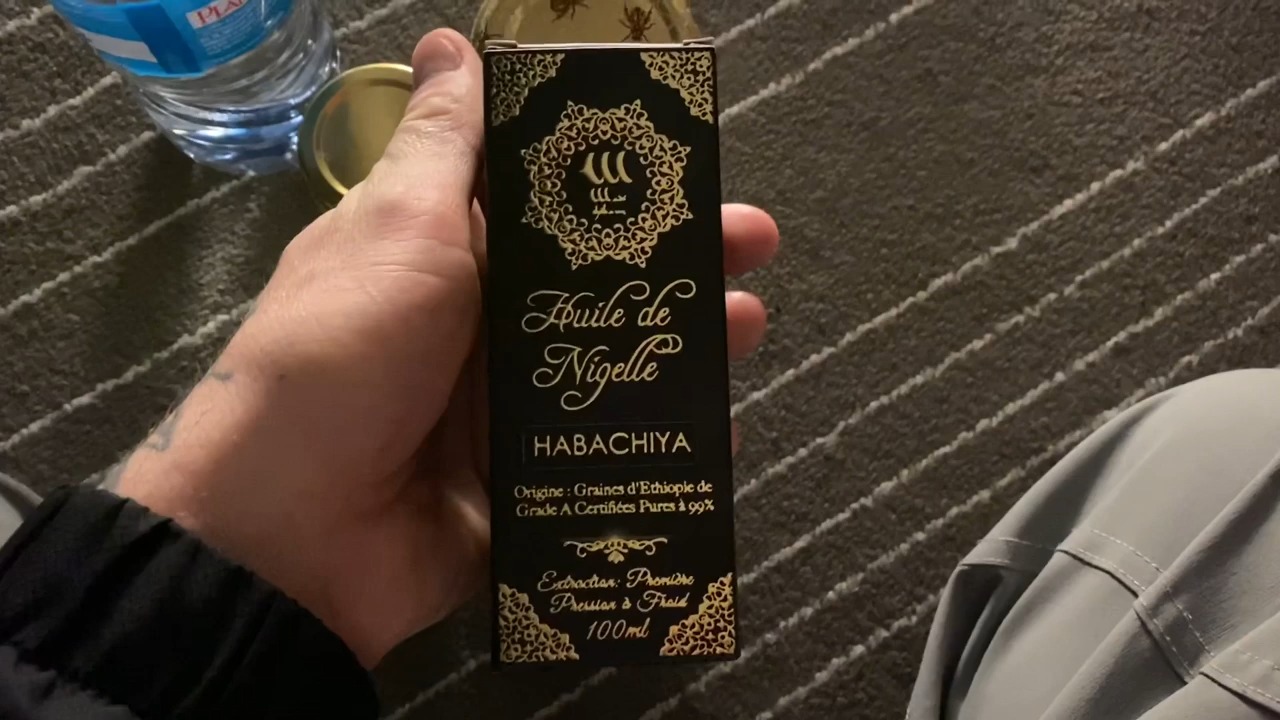 Huile de
Nigelle
HABACHIYA
Origine : Graines d'Ethiopie de
Grade A Certifiées Pures à 99%
Extraction: Première
Pression à Froid
100ml